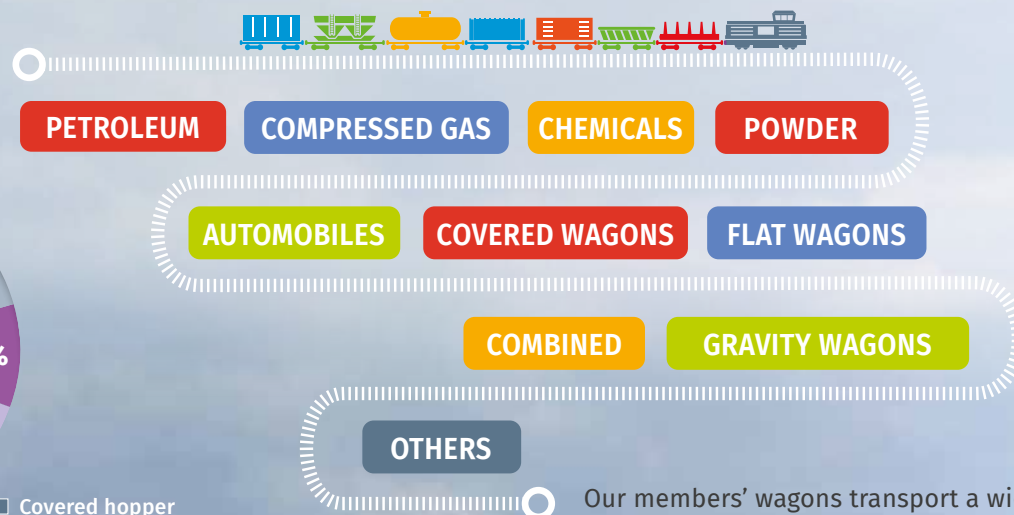 PETROLEUM COMPRESSED GAS CHEMICALS POWDER
AUTOMOBILES COVERED WAGONS FLAT WAGONS
%
COMBINED GRAVITY WAGONS
OTHERS
Covered hopper
Our members' wagons transport a